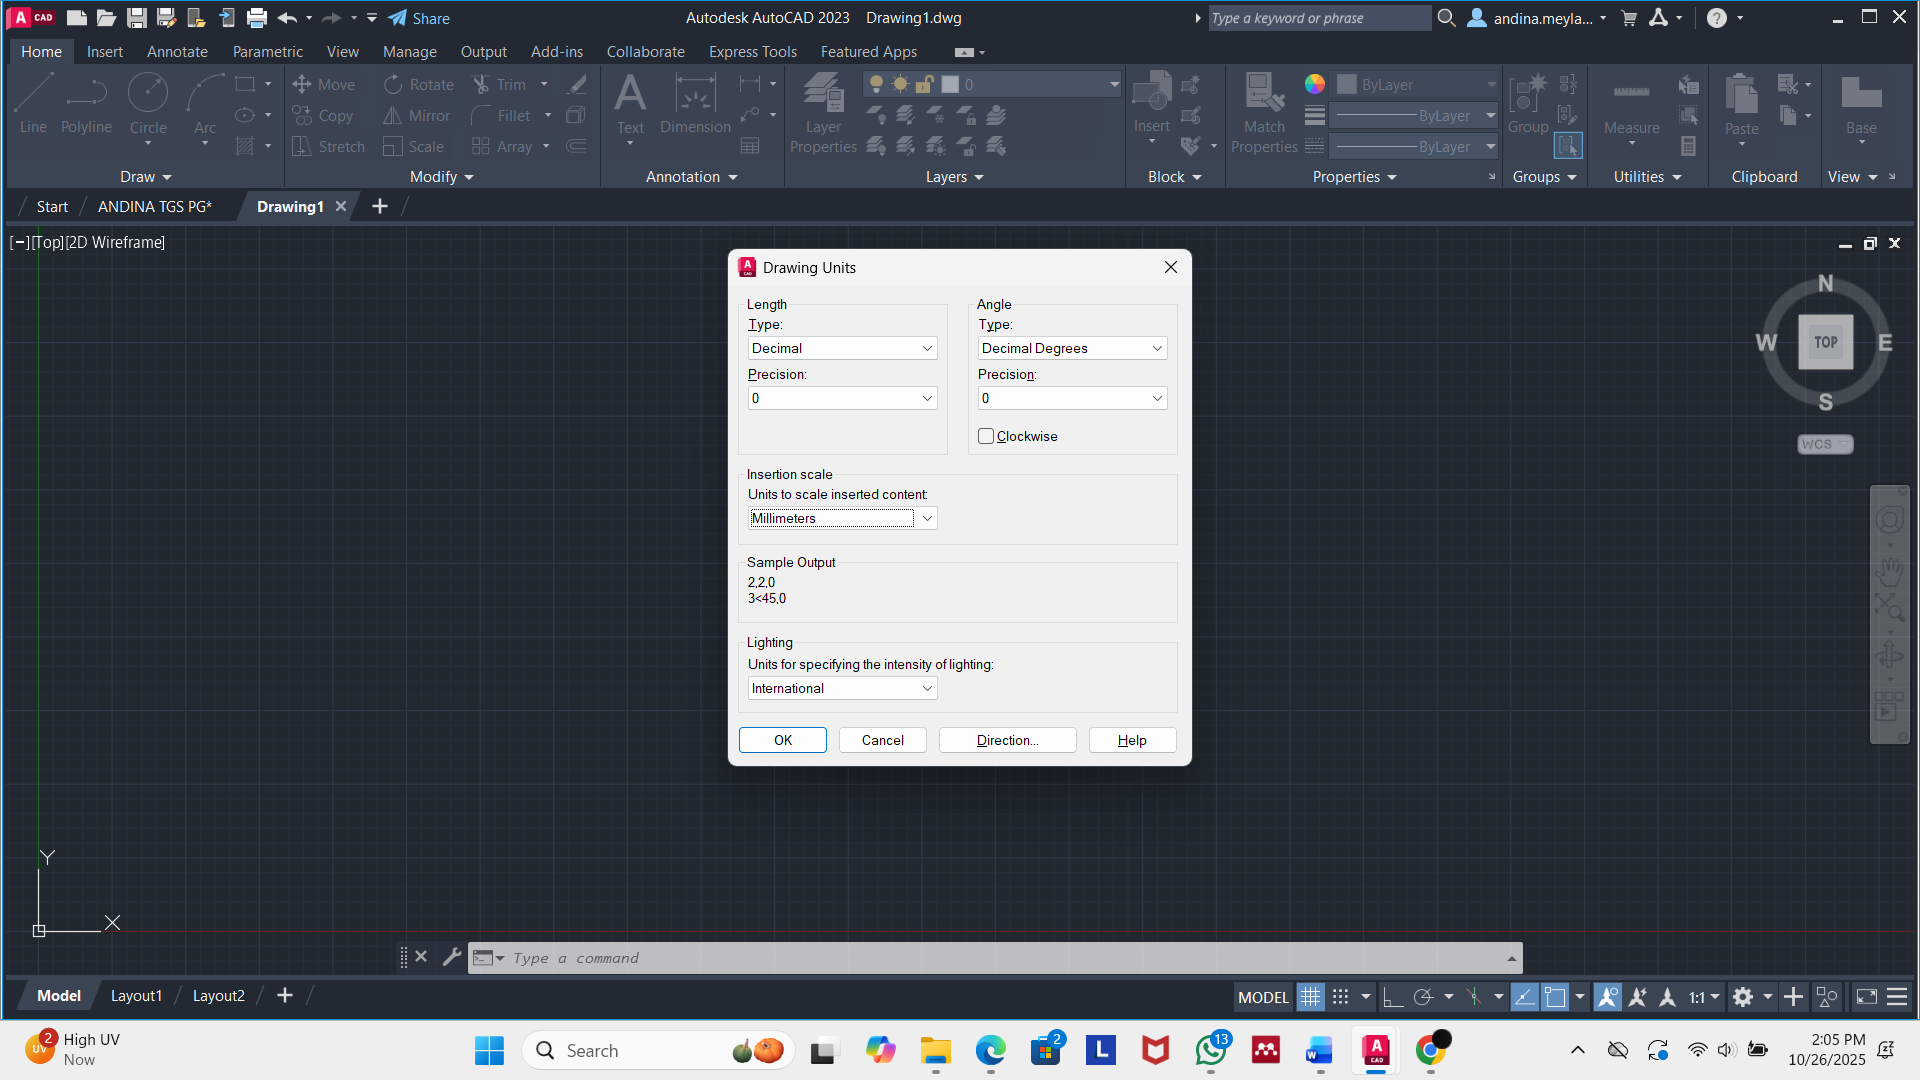 A CAD
Share
Autodesk AutoCAD 2023 Drawing1.dwg
Type a keyword or phrase
andina.meyla...
Home Insert Annotate Parametric View Manage Output Add-ins Collaborate Express Tools Featured Apps
Line Polyline Circle Arc
Move Rotate Trim
Copy Mirror Fillet
Stretch Scale Array
Text Dimension
Layer Properties
0
Insert
Match Properties
ByLayer
ByLayer
ByLayer
Group Measure Paste Base
Draw Modify Annotation Layers Block Properties Groups Utilities Clipboard View
Start ANDINA TGS PG* Drawing1
[−][Top][2D Wireframe]
Drawing Units
Length
Type:
Decimal
Precision:
0
Angle
Type:
Decimal Degrees
Precision:
0
Clockwise
Insertion scale
Units to scale inserted content:
Millimeters
Sample Output
2,2,0
3<45,0
Lighting
Units for specifying the intensity of lighting:
International
OK Cancel Direction... Help
N
W TOP E
S
WCS
Y
X
Type a command
Model Layout1 Layout2
MODEL 1:1
2 UV High UV
Now
Search
2
L
13
W
A CAD
2:05 PM
10/26/2025